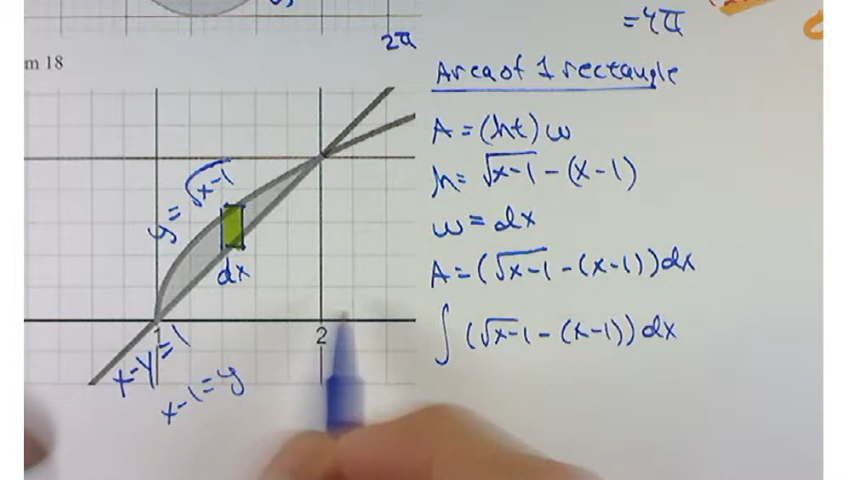 2π
= 4π
m 18
Area of 1 rectangle
A = (ht) w
h = √x-1 - (x-1)
w = dx
A = (√x-1 - (x-1)) dx
∫ (√x-1 - (x-1)) dx
y = √x-1
dx
1
2
x-y=1
x-1=y